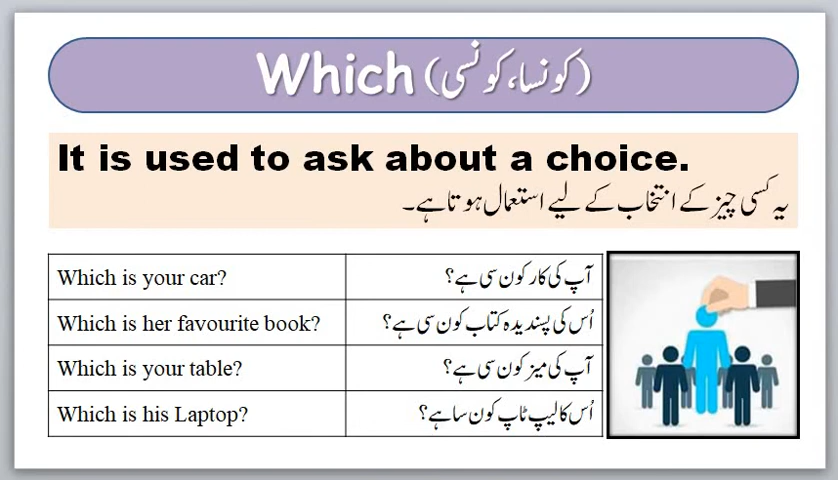 Which (کونسا، کونسی)
It is used to ask about a choice.
یہ کسی چیز کے انتخاب کے لیے استعمال ہوتا ہے۔
Which is your car? آپ کی کار کون سی ہے؟
Which is her favourite book? اُس کی پسندیدہ کتاب کون سی ہے؟
Which is your table? آپ کی میز کون سی ہے؟
Which is his Laptop? اُس کا لیپ ٹاپ کون سا ہے؟